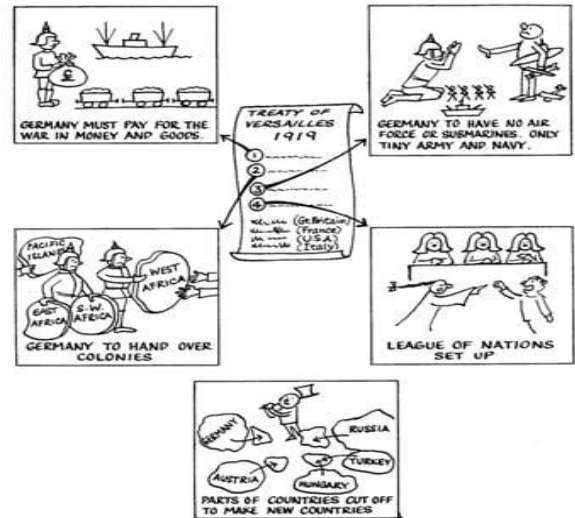 £
GERMANY MUST PAY FOR THE
WAR IN MONEY AND GOODS.
GERMANY TO HAVE NO AIR
FORCE OR SUBMARINES. ONLY
TINY ARMY AND NAVY.
TREATY OF
VERSAILLES
1919
1
2
3
4
(Gt. Britain)
(France)
(U.S.A)
(Italy)
PACIFIC
ISLANDS
WEST
AFRICA
EAST
AFRICA
S.W.
AFRICA
GERMANY TO HAND OVER
COLONIES
LEAGUE OF NATIONS
SET UP
GERMANY
RUSSIA
AUSTRIA
HUNGARY
TURKEY
PARTS OF COUNTRIES CUT OFF
TO MAKE NEW COUNTRIES